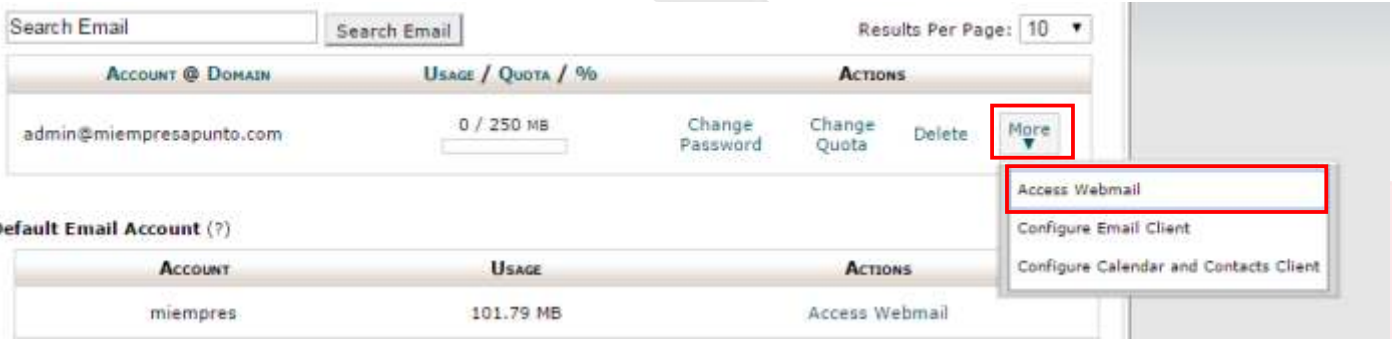 Search Email Search Email Results Per Page: 10
Account @ Domain Usage / Quota / % Actions
admin@miempresapunto.com 0 / 250 MB Change Password Change Quota Delete More
Access Webmail
Configure Email Client
Configure Calendar and Contacts Client
Default Email Account (?)
Account Usage Actions
miempres 101.79 MB Access Webmail